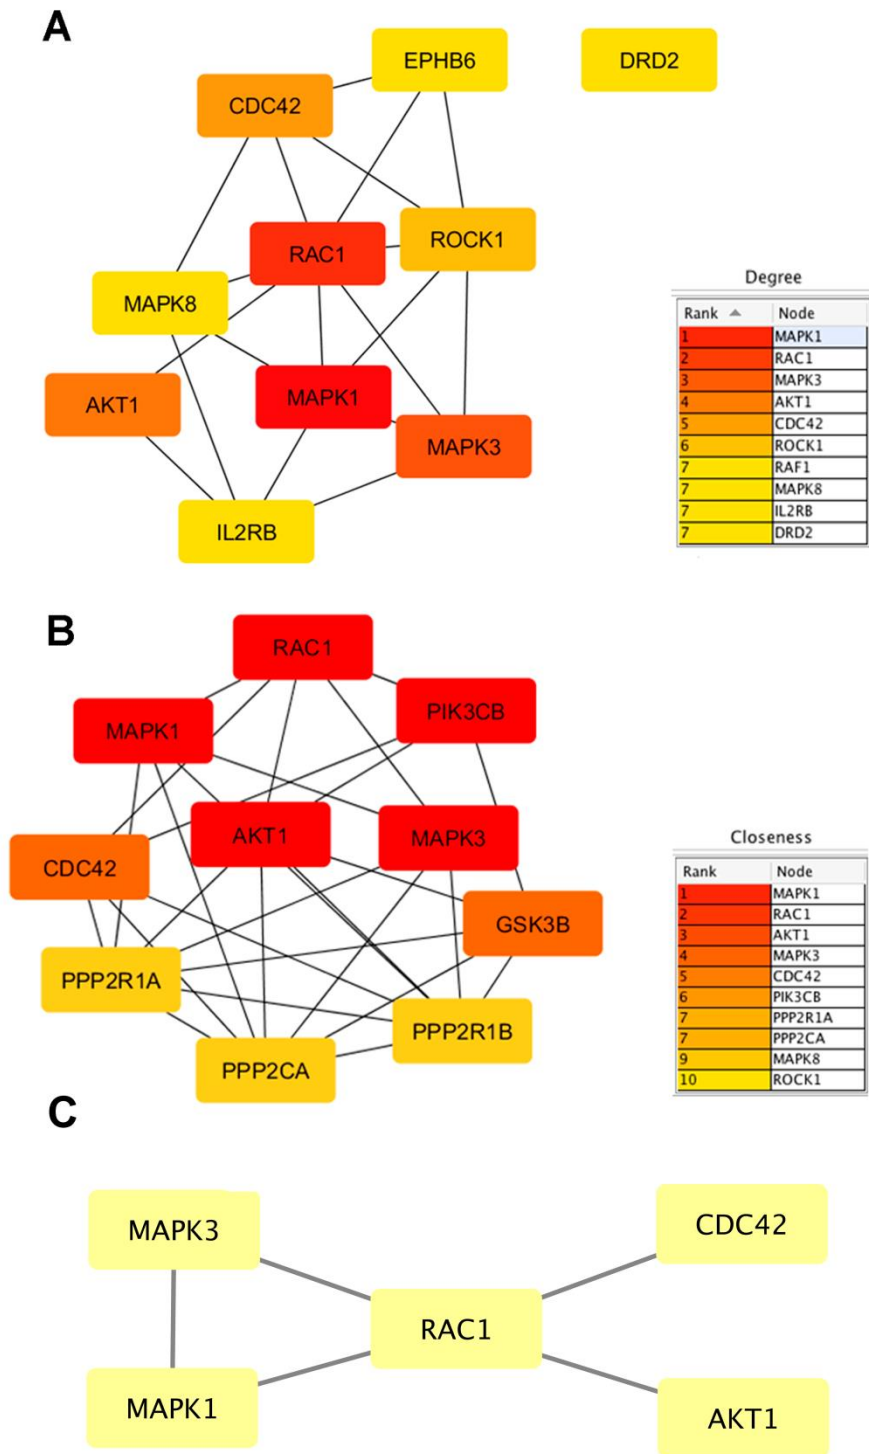 A
EPHB6
DRD2
CDC42
ROCK1
RAC1
MAPK8
AKT1
MAPK1
MAPK3
IL2RB
Degree
Rank Node
1 MAPK1
2 RAC1
3 MAPK3
4 AKT1
5 CDC42
6 ROCK1
7 RAF1
7 MAPK8
7 IL2RB
7 DRD2
B
RAC1
PIK3CB
MAPK1
AKT1
MAPK3
CDC42
GSK3B
PPP2R1A
PPP2R1B
PPP2CA
Closeness
Rank Node
1 MAPK1
2 RAC1
3 AKT1
4 MAPK3
5 CDC42
6 PIK3CB
7 PPP2R1A
7 PPP2CA
9 MAPK8
10 ROCK1
C
MAPK3
CDC42
RAC1
MAPK1
AKT1